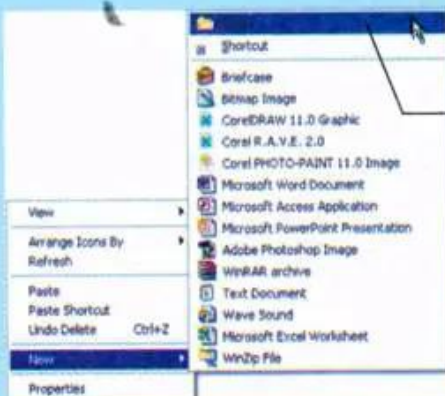 Shortcut
Briefcase
Bitmap Image
CorelDRAW 11.0 Graphic
Corel R.A.V.E. 2.0
Corel PHOTO-PAINT 11.0 Image
Microsoft Word Document
Microsoft Access Application
Microsoft PowerPoint Presentation
Adobe Photoshop Image
WinRAR archive
Text Document
Wave Sound
Microsoft Excel Worksheet
WinZip File
View
Arrange Icons By
Refresh
Paste
Paste Shortcut
Undo Delete Ctrl+Z
New
Properties